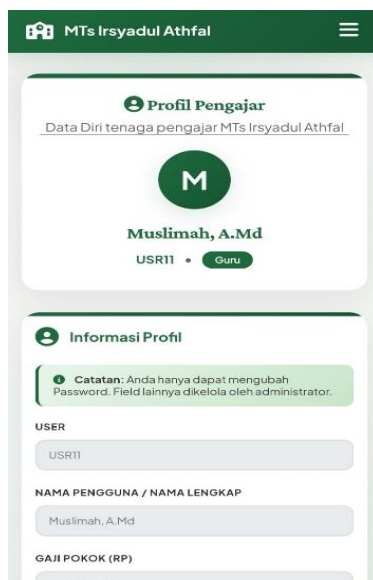 MTs Irsyadul Athfal
Profil Pengajar
Data Diri tenaga pengajar MTs Irsyadul Athfal
M
Muslimah, A.Md
USR11 • Guru
Informasi Profil
Catatan: Anda hanya dapat mengubah
Password. Field lainnya dikelola oleh administrator.
USER
USR11
NAMA PENGGUNA / NAMA LENGKAP
Muslimah, A.Md
GAJI POKOK (RP)